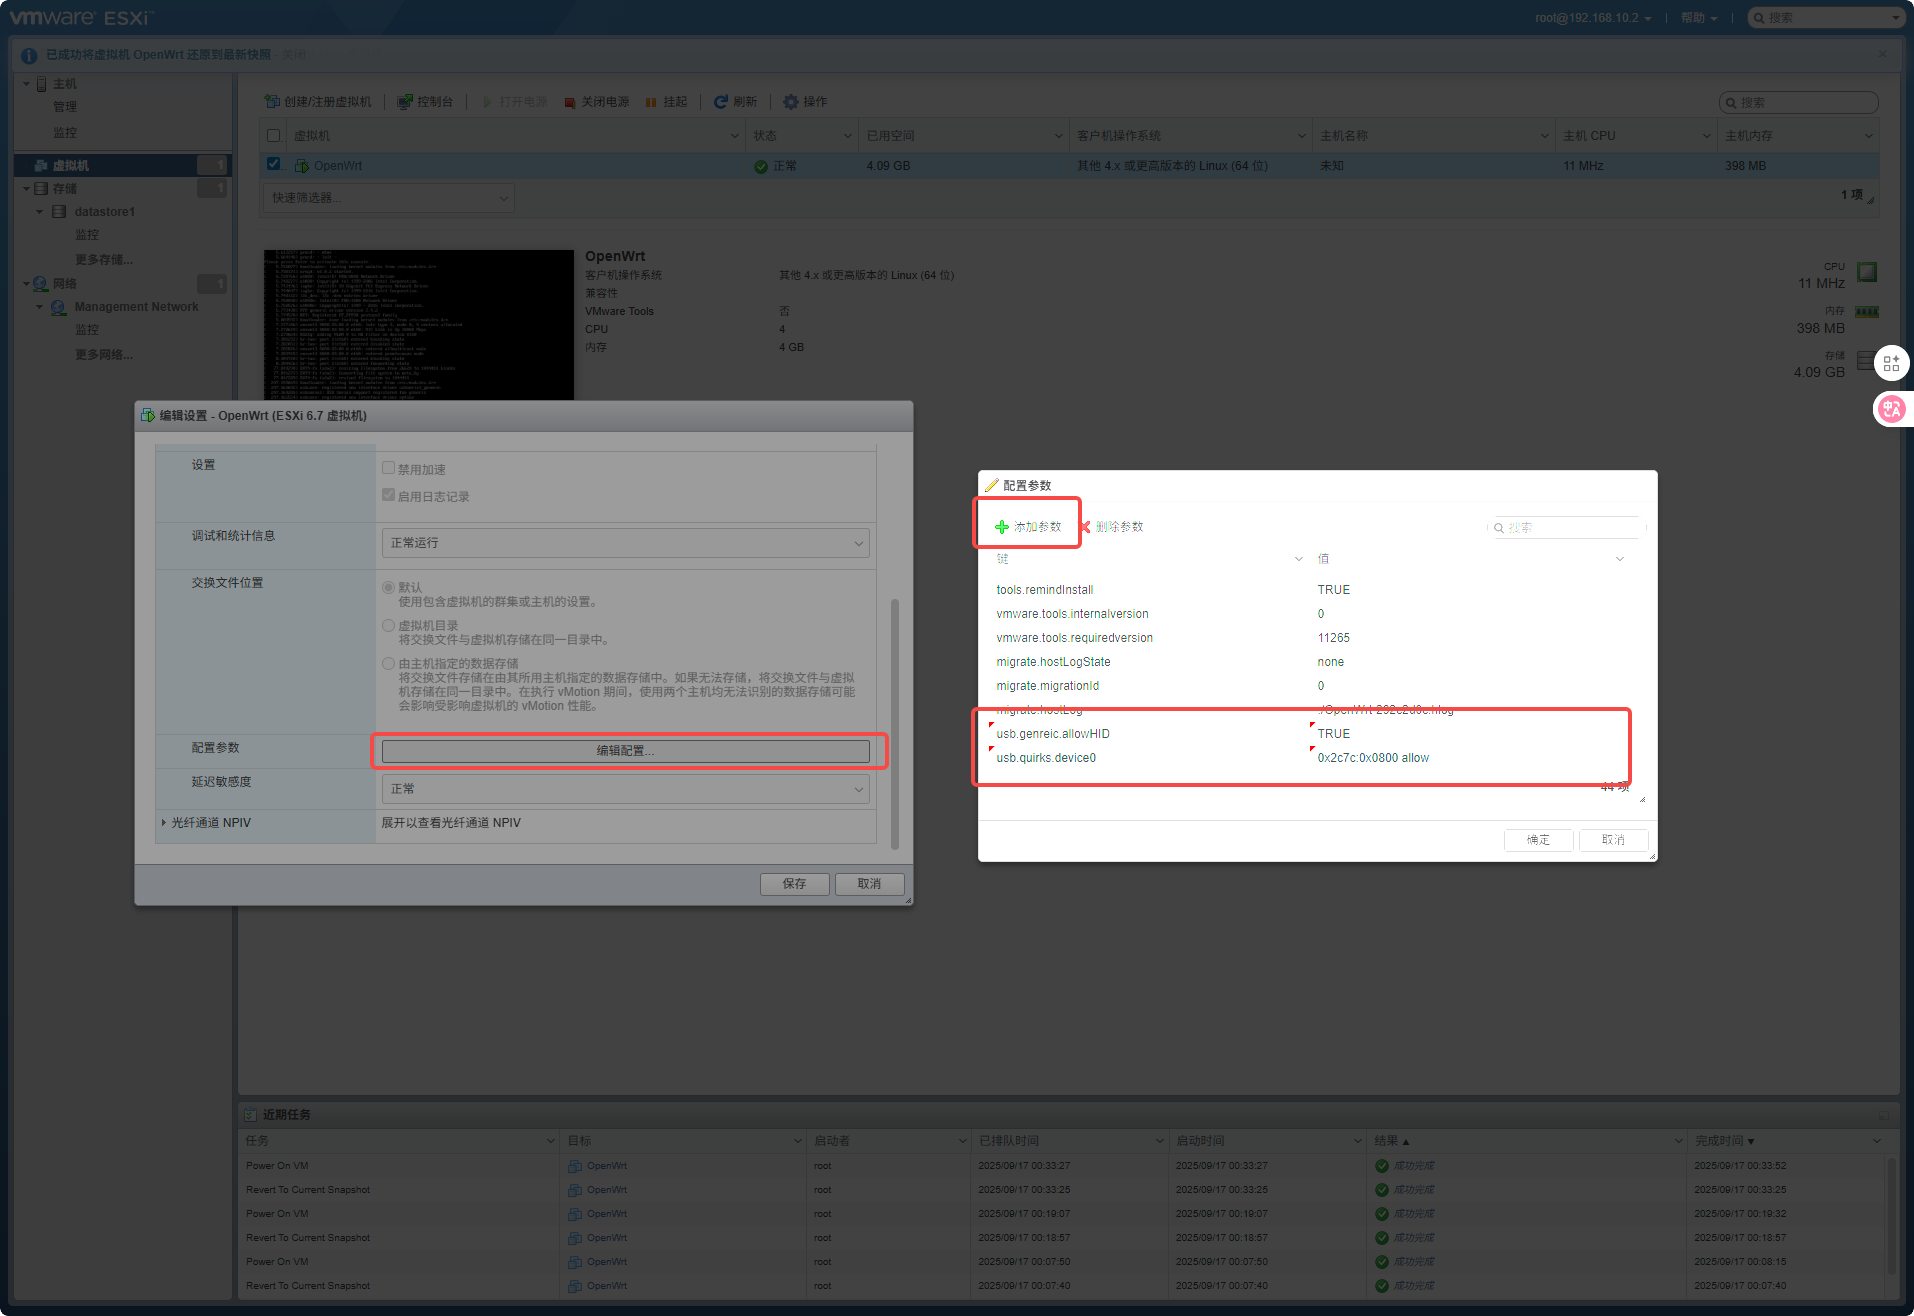 vmware ESXi
root@192.168.10.2
帮助
搜索
已成功将虚拟机 OpenWrt 还原到最新快照 - 关闭
主机
管理
监控
虚拟机
1
存储
1
datastore1
监控
更多存储...
网络
1
Management Network
监控
更多网络...
创建/注册虚拟机
控制台
打开电源
关闭电源
挂起
刷新
操作
搜索
虚拟机
状态
已用空间
客户机操作系统
主机名称
主机 CPU
主机内存
OpenWrt
正常
4.09 GB
其他 4.x 或更高版本的 Linux (64 位)
未知
11 MHz
398 MB
快速筛选器...
1 项
OpenWrt
客户机操作系统
其他 4.x 或更高版本的 Linux (64 位)
兼容性
VMware Tools
否
CPU
4
内存
4 GB
CPU
11 MHz
内存
398 MB
存储
4.09 GB
编辑设置 - OpenWrt (ESXi 6.7 虚拟机)
设置
禁用加速
启用日志记录
调试和统计信息
正常运行
交换文件位置
默认
使用包含虚拟机的群集或主机的设置。
虚拟机目录
将交换文件与虚拟机存储在同一目录中。
由主机指定的数据存储
将交换文件存储在由其所用主机指定的数据存储中。如果无法存储，将交换文件与虚拟
机存储在同一目录中。在执行 vMotion 期间，使用两个主机均无法识别的数据存储可能
会影响受影响虚拟机的 vMotion 性能。
配置参数
编辑配置...
延迟敏感度
正常
光纤通道 NPIV
展开以查看光纤通道 NPIV
保存
取消
配置参数
添加参数
删除参数
搜索
键
值
tools.remindInstall
TRUE
vmware.tools.internalversion
0
vmware.tools.requiredversion
11265
migrate.hostLogState
none
migrate.migrationId
0
migrate.hostLog
usb.genreic.allowHID
TRUE
usb.quirks.device0
0x2c7c:0x0800 allow
44 项
确定
取消
近期任务
任务
目标
启动者
已排队时间
启动时间
结果
完成时间
Power On VM
OpenWrt
root
2025/09/17 00:33:27
2025/09/17 00:33:27
成功完成
2025/09/17 00:33:52
Revert To Current Snapshot
OpenWrt
root
2025/09/17 00:33:25
2025/09/17 00:33:25
成功完成
2025/09/17 00:33:25
Power On VM
OpenWrt
root
2025/09/17 00:19:07
2025/09/17 00:19:07
成功完成
2025/09/17 00:19:32
Revert To Current Snapshot
OpenWrt
root
2025/09/17 00:18:57
2025/09/17 00:18:57
成功完成
2025/09/17 00:18:57
Power On VM
OpenWrt
root
2025/09/17 00:07:50
2025/09/17 00:07:50
成功完成
2025/09/17 00:08:15
Revert To Current Snapshot
OpenWrt
root
2025/09/17 00:07:40
2025/09/17 00:07:40
成功完成
2025/09/17 00:07:40